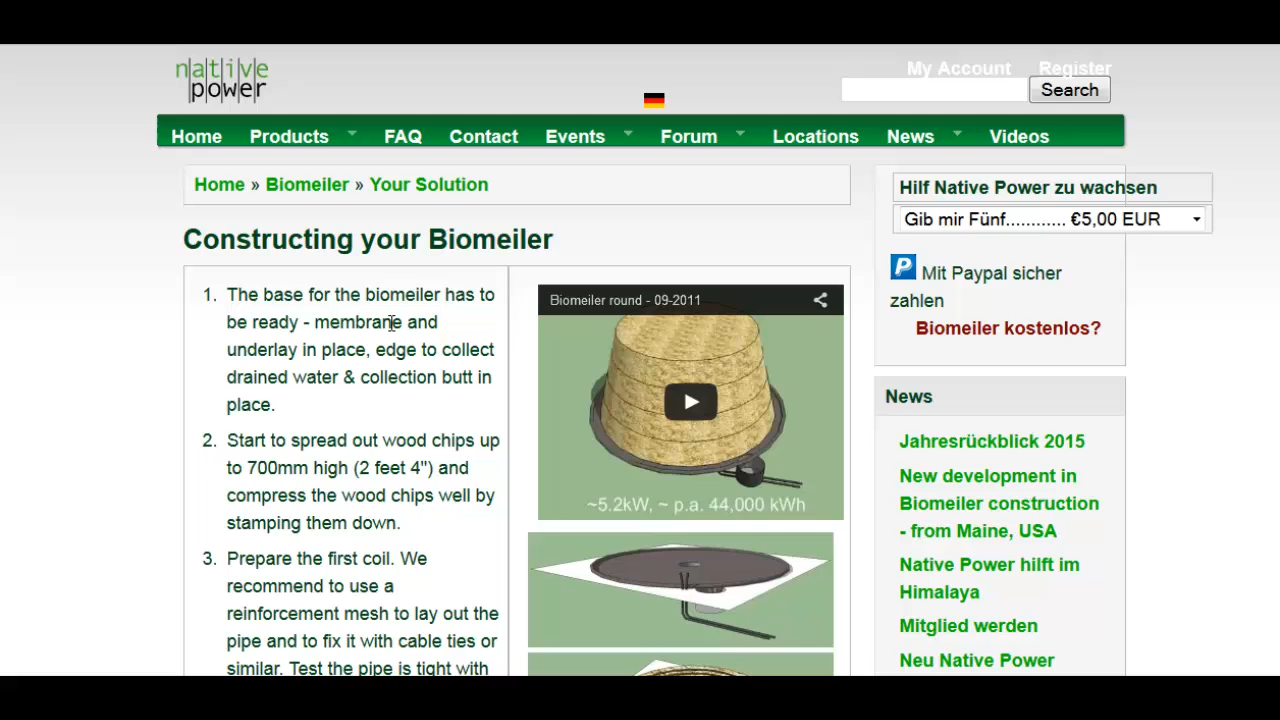 native
power
My Account Register
Search
Home Products FAQ Contact Events Forum Locations News Videos
Home » Biomeiler » Your Solution
Constructing your Biomeiler
1. The base for the biomeiler has to
be ready - membrane and
underlay in place, edge to collect
drained water & collection butt in
place.
2. Start to spread out wood chips up
to 700mm high (2 feet 4") and
compress the wood chips well by
stamping them down.
3. Prepare the first coil. We
recommend to use a
reinforcement mesh to lay out the
pipe and to fix it with cable ties or
similar. Test the pipe is tight with
Biomeiler round - 09-2011
~5.2kW, ~ p.a. 44,000 kWh
Hilf Native Power zu wachsen
Gib mir Fünf............ €5,00 EUR
P Mit Paypal sicher
zahlen
Biomeiler kostenlos?
News
Jahresrückblick 2015
New development in
Biomeiler construction
- from Maine, USA
Native Power hilft im
Himalaya
Mitglied werden
Neu Native Power